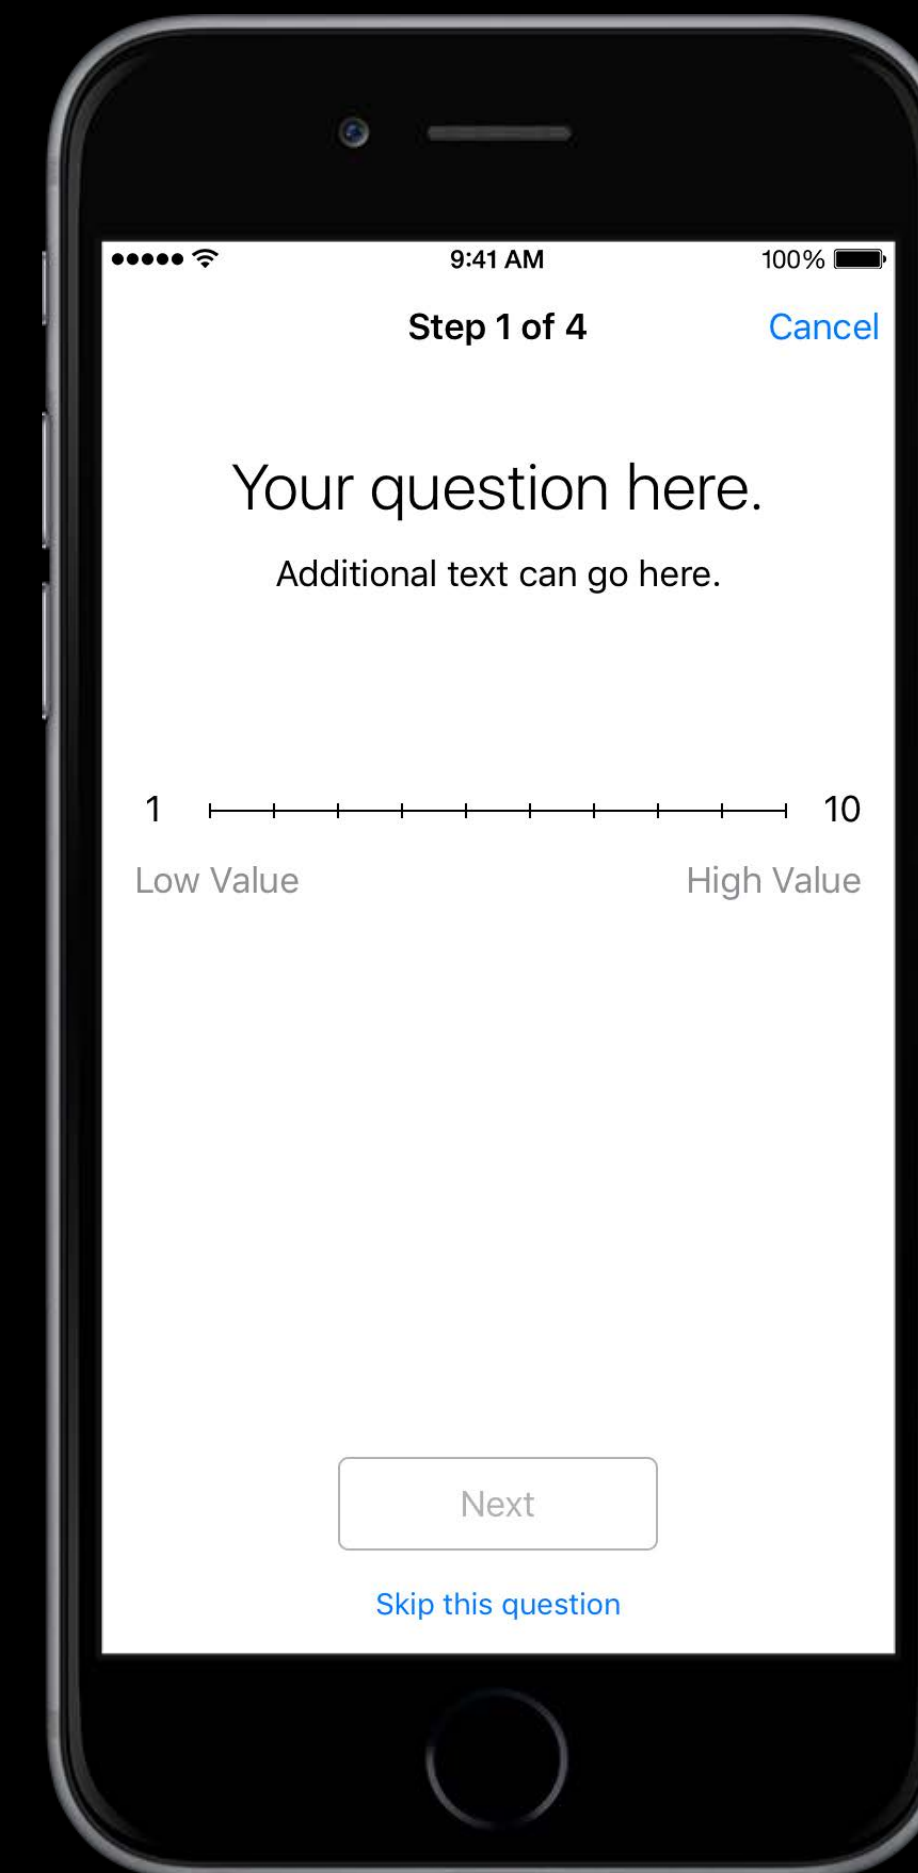 9:41 AM 100%
Step 1 of 4 Cancel
Your question here.
Additional text can go here.
1 10
Low Value High Value
Next
Skip this question